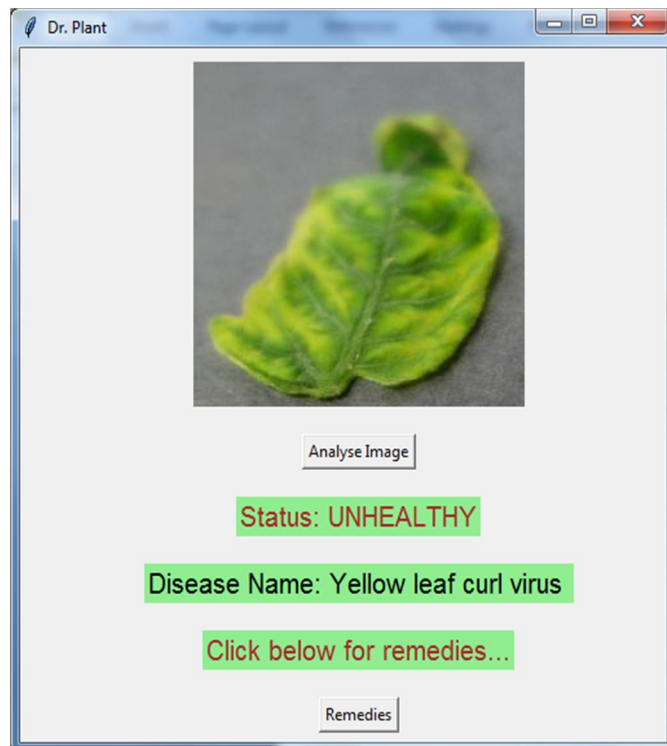 Dr. Plant
Analyse Image
Status: UNHEALTHY
Disease Name: Yellow leaf curl virus
Click below for remedies...
Remedies